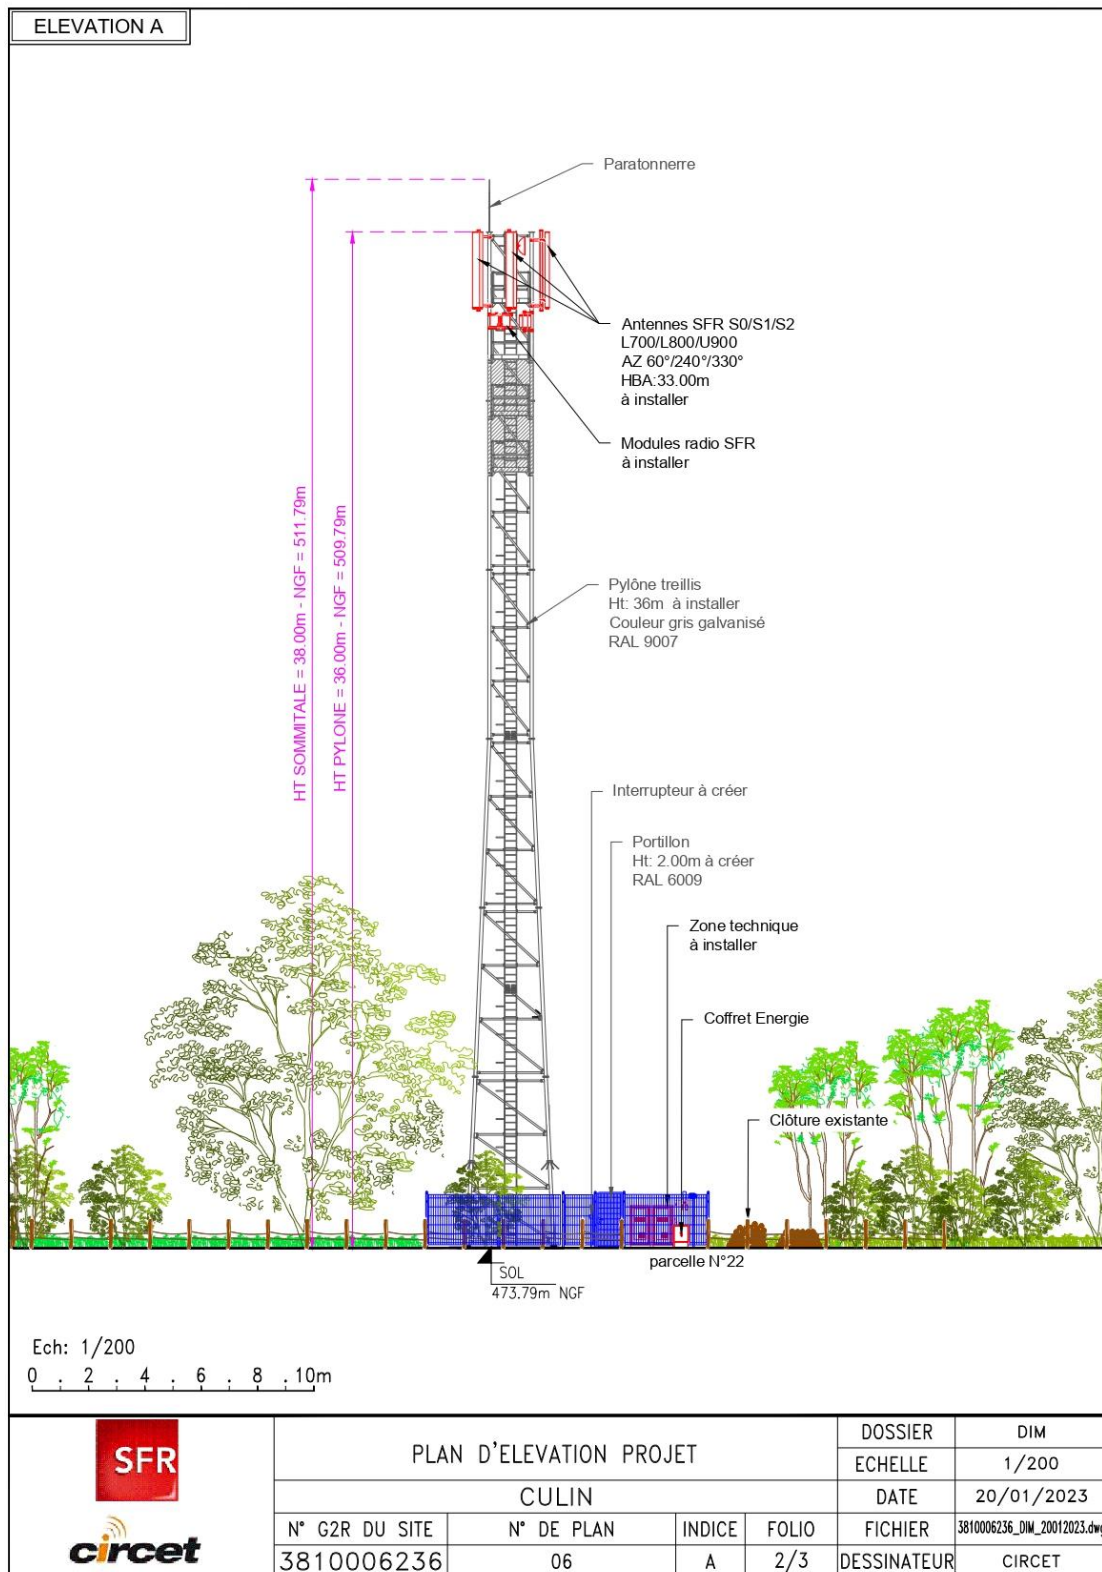 ELEVATION A
Paratonnerre
Antennes SFR S0/S1/S2
L700/L800/U900
AZ 60°/240°/330°
HBA:33.00m
à installer
Modules radio SFR
à installer
HT SOMMITALE = 38.00m - NGF = 511.79m
HT PYLONE = 36.00m - NGF = 509.79m
Pylône treillis
Ht: 36m à installer
Couleur gris galvanisé
RAL 9007
Interrupteur à créer
Portillon
Ht: 2.00m à créer
RAL 6009
Zone technique
à installer
Coffret Energie
Clôture existante
parcelle N°22
SOL
473.79m NGF
Ech: 1/200
0 . 2 . 4 . 6 . 8 . 10m
SFR
circet
PLAN D'ELEVATION PROJET
CULIN
N° G2R DU SITE
N° DE PLAN
INDICE
FOLIO
3810006236
06
A
2/3
DOSSIER
DIM
ECHELLE
1/200
DATE
20/01/2023
FICHIER
3810006236_DIM_20012023.dwg
DESSINATEUR
CIRCET